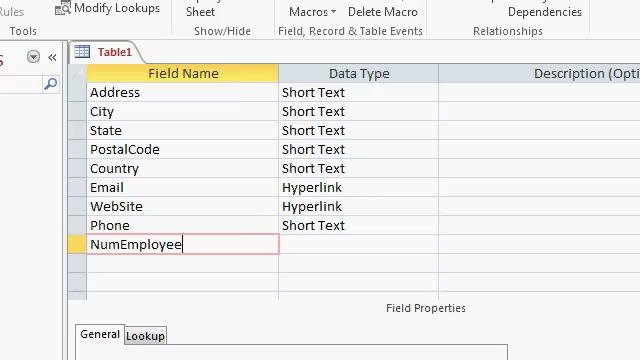 Rules
Modify Lookups
Sheet
Macros
Delete Macro
Dependencies
Tools
Show/Hide
Field, Record & Table Events
Relationships
Table1
Field Name
Data Type
Description (Opti
Address
Short Text
City
Short Text
State
Short Text
PostalCode
Short Text
Country
Short Text
Email
Hyperlink
WebSite
Hyperlink
Phone
Short Text
NumEmployee
Field Properties
General
Lookup